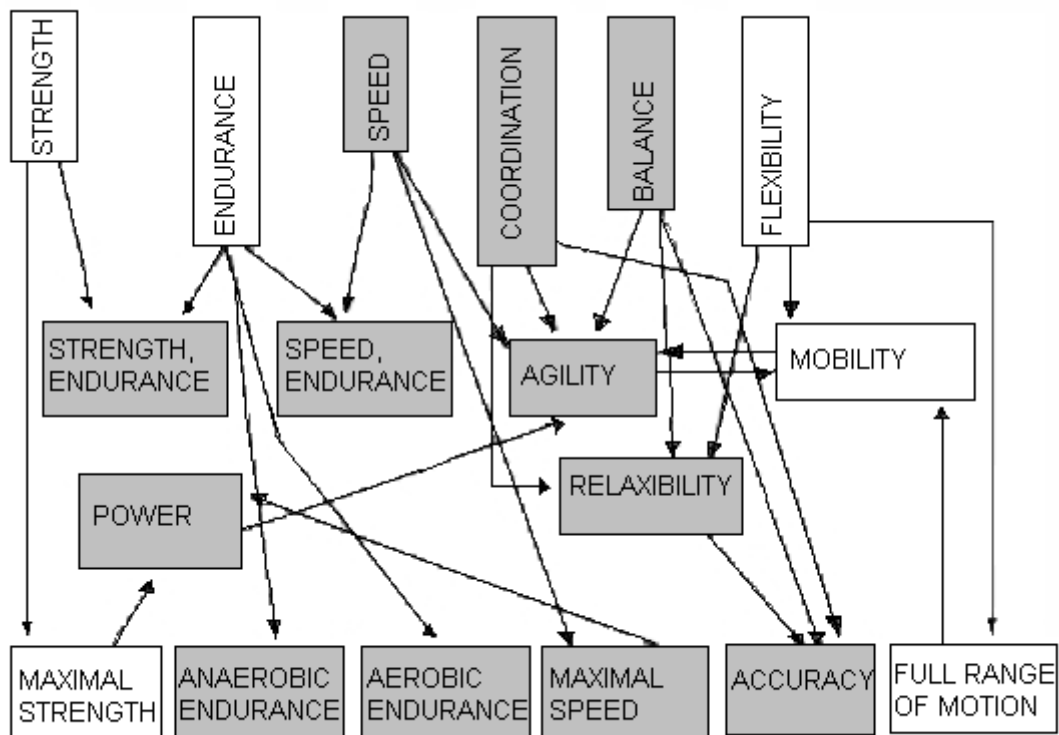 STRENGTH
ENDURANCE
SPEED
COORDINATION
BALANCE
FLEXIBILITY
STRENGTH,
ENDURANCE
SPEED,
ENDURANCE
AGILITY
MOBILITY
POWER
RELAXIBILITY
MAXIMAL
STRENGTH
ANAEROBIC
ENDURANCE
AEROBIC
ENDURANCE
MAXIMAL
SPEED
ACCURACY
FULL RANGE
OF MOTION